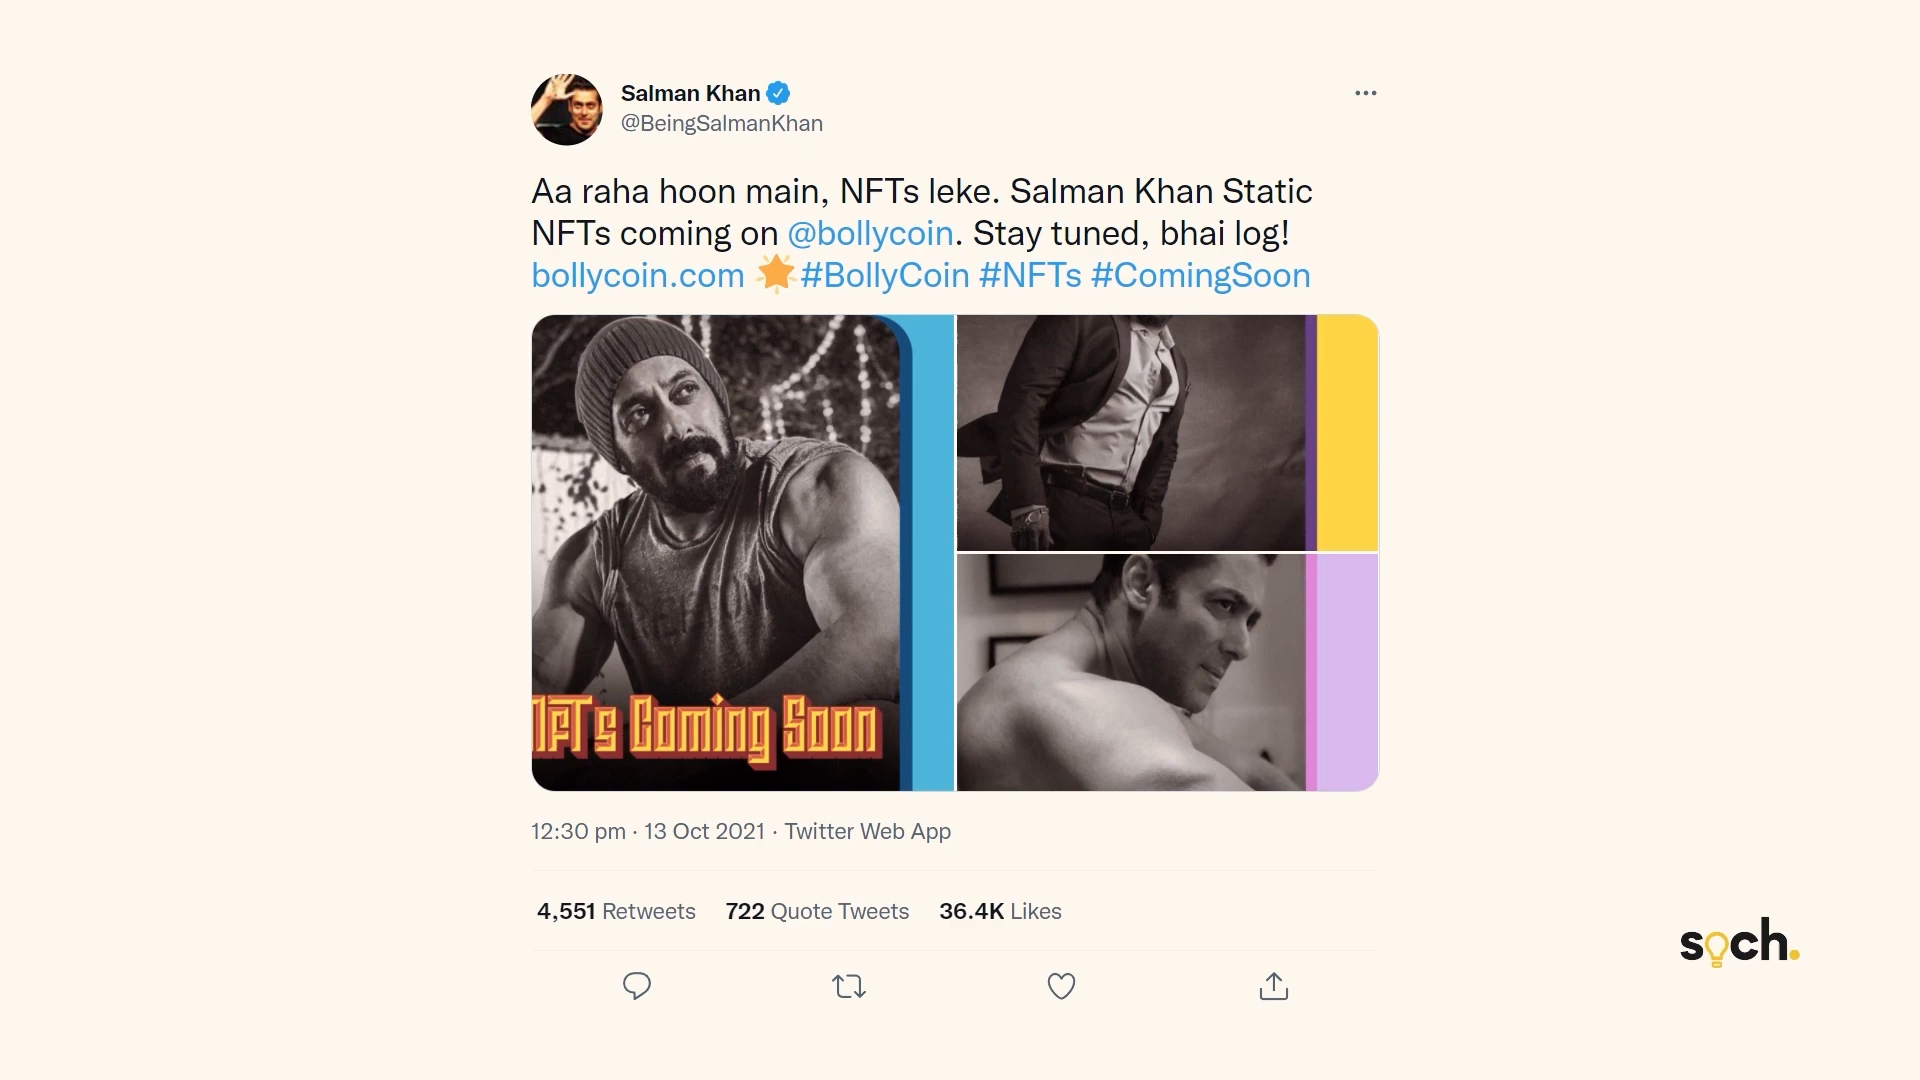 Salman Khan
@BeingSalmanKhan
Aa raha hoon main, NFTs leke. Salman Khan Static
NFTs coming on @bollycoin. Stay tuned, bhai log!
bollycoin.com 🌟#BollyCoin #NFTs #ComingSoon
NFTs Coming Soon
12:30 pm · 13 Oct 2021 · Twitter Web App
4,551 Retweets 722 Quote Tweets 36.4K Likes
soch.